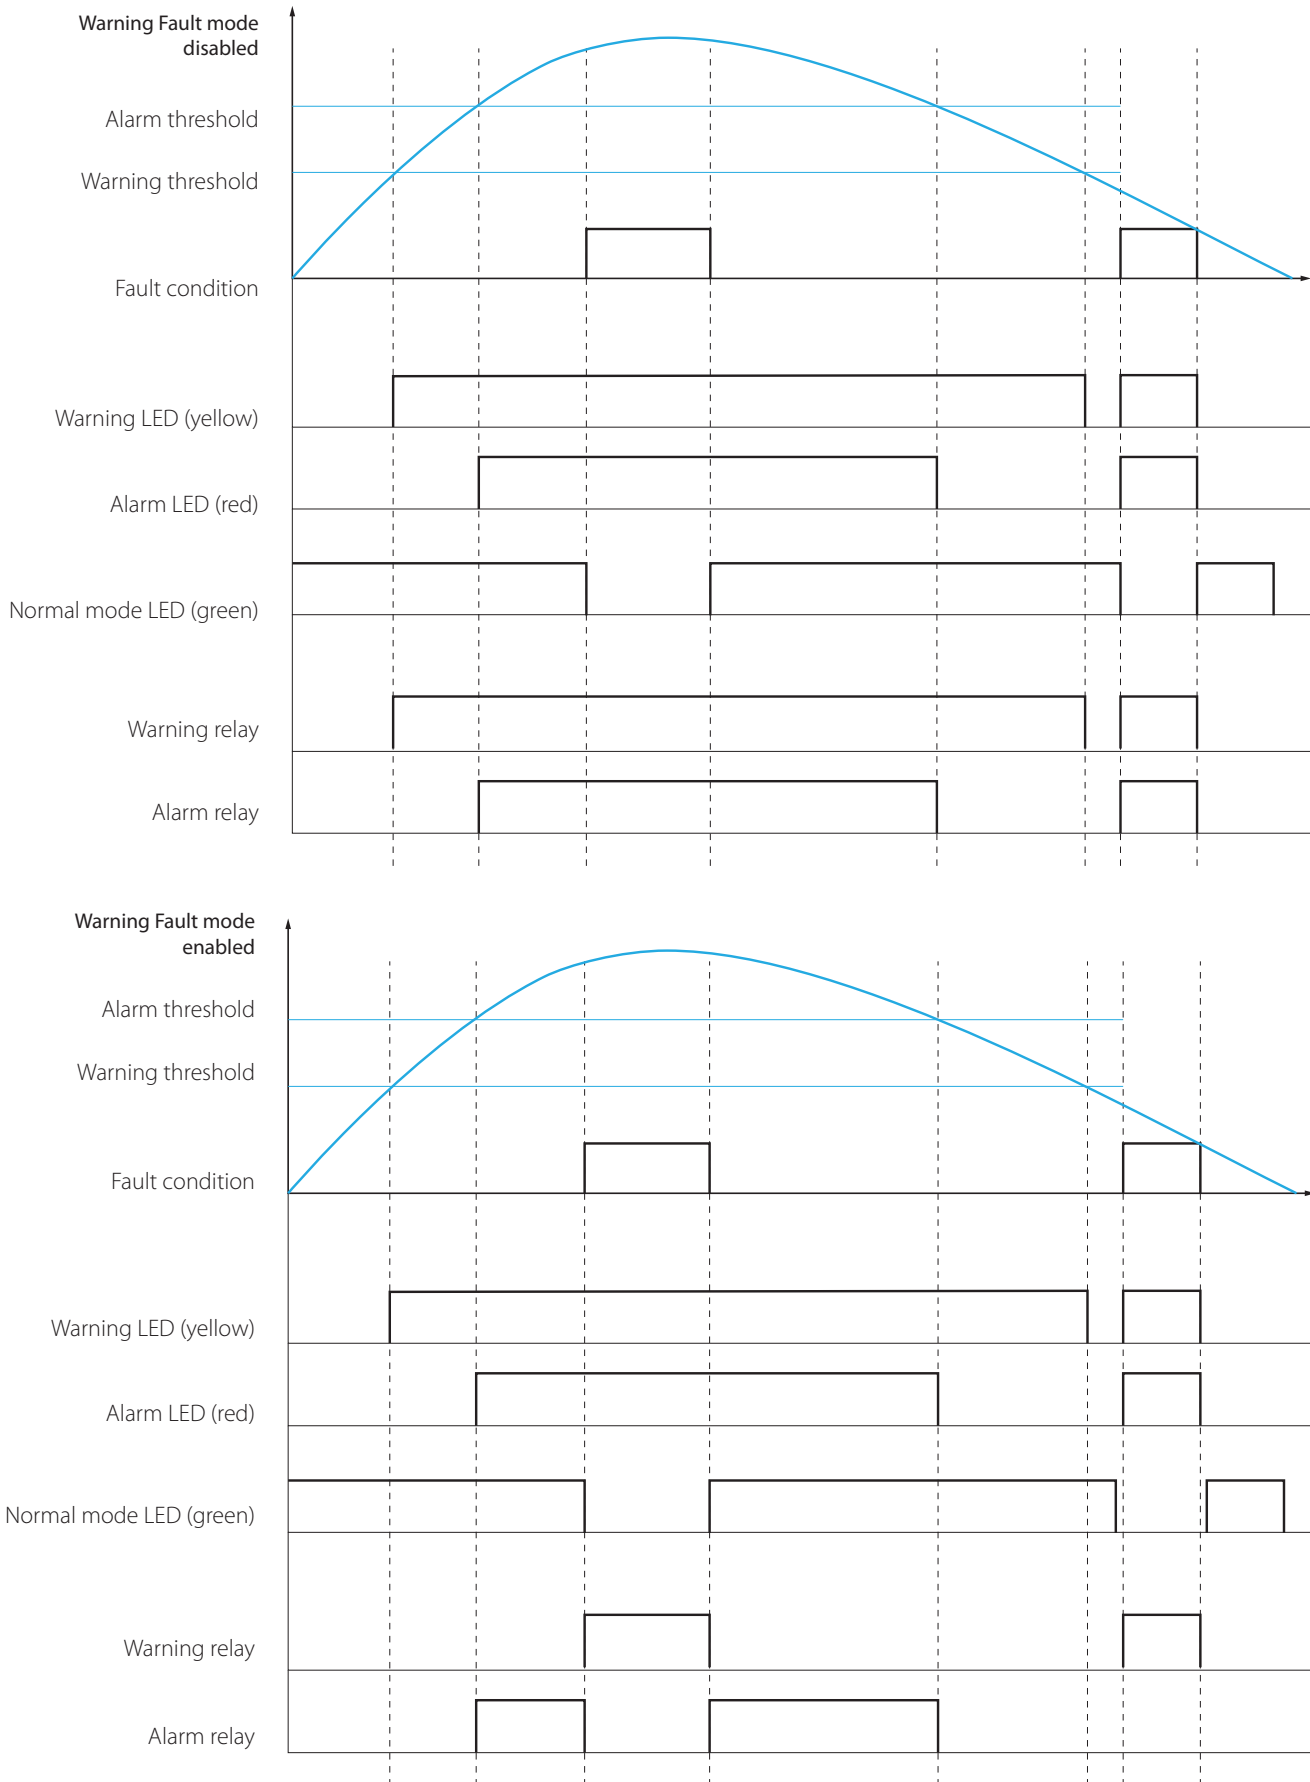 Warning Fault mode
disabled
Alarm threshold
Warning threshold
Fault condition
Warning LED (yellow)
Alarm LED (red)
Normal mode LED (green)
Warning relay
Alarm relay
Warning Fault mode
enabled
Alarm threshold
Warning threshold
Fault condition
Warning LED (yellow)
Alarm LED (red)
Normal mode LED (green)
Warning relay
Alarm relay